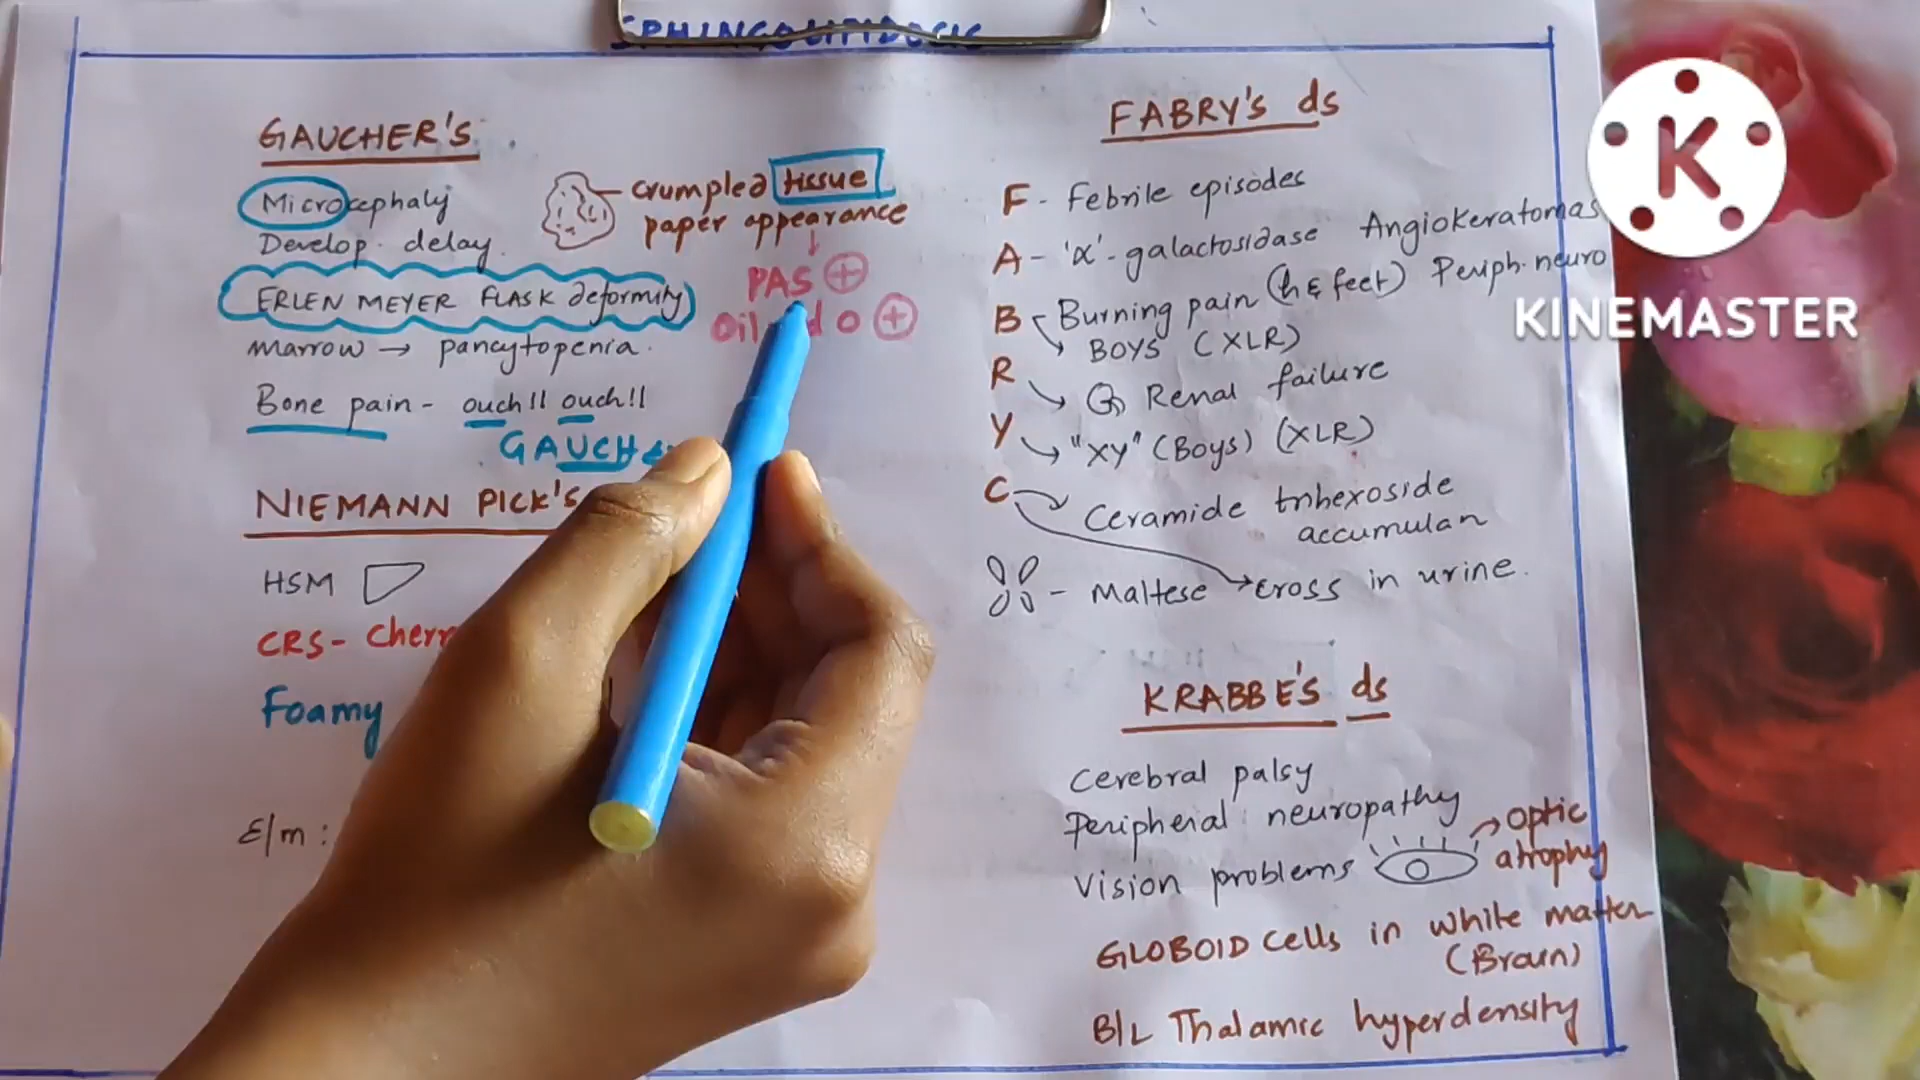 SPHINGOLIPIDOSIS
GAUCHER'S
Microcephaly
Develop. delay
ERLEN MEYER FLASK deformity
marrow → pancytopenia.
Bone pain - ouch!! ouch!!
GAUCH
crumpled tissue
paper appearance
↓
PAS +
Oil o +
NIEMANN PICK'S
HSM
CRS - Cherr
Foamy
E/m :
FABRY'S ds
F - Febrile episodes
A - 'α' - galactosidase Angiokeratomas
B Burning pain (h & feet) Periph. neuro
→ BOYS (XLR)
R → Renal failure
Y → "XY" (Boys) (XLR)
C → Ceramide trihexoside
accumulan
- Maltese → cross in urine.
KRABBE'S ds
Cerebral palsy
Peripheral neuropathy
Vision problems → optic
atrophy
GLOBOID cells in white matter
(Brain)
B/L Thalamic hyperdensity
K
KINEMASTER